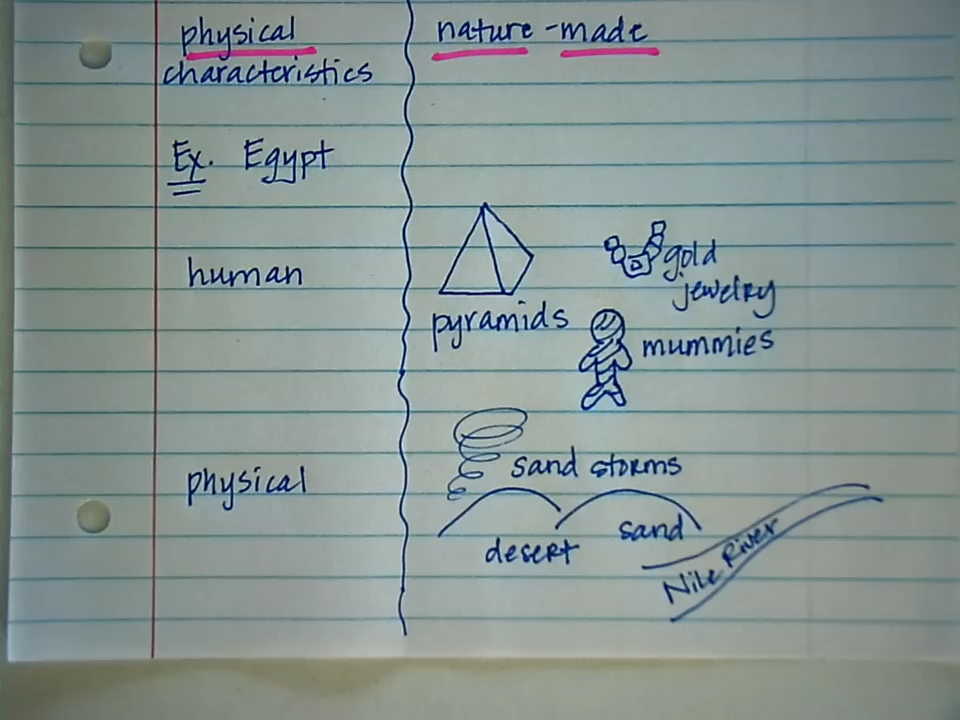 physical nature-made
characteristics
Ex. Egypt
human
gold
jewelry
pyramids
mummies
physical
sand storms
sand
desert
Nile River